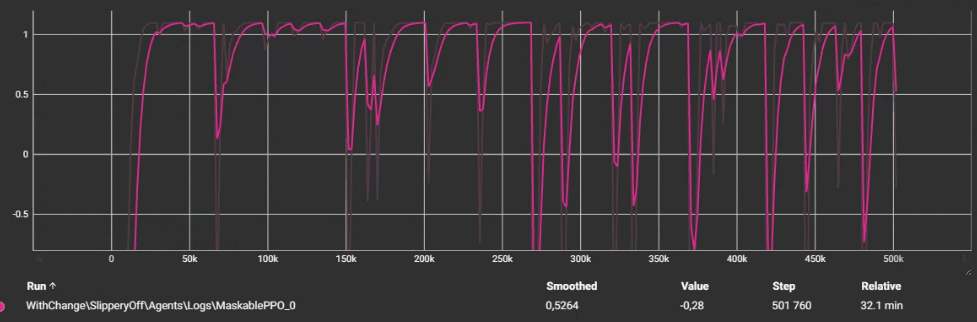 1
0.5
0
-0.5
0 50k 100k 150k 200k 250k 300k 350k 400k 450k 500k
Run ↑ Smoothed Value Step Relative
WithChange\SlipperyOff\Agents\Logs\MaskablePPO_0 0,5264 -0,28 501 760 32.1 min